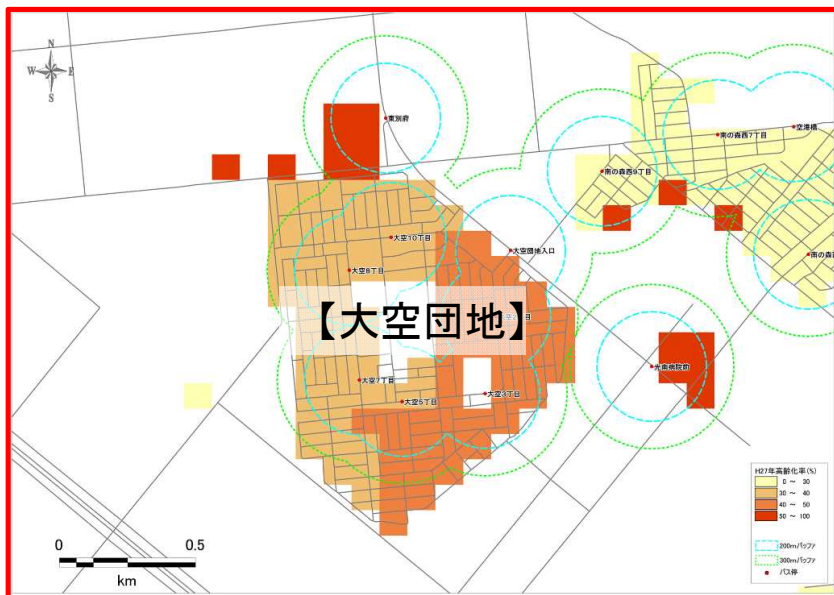 N
W E
S
東別府
南の森西7丁目
空港橋
南の森西9丁目
大空10丁目
大空団地入口
南の森西
大空8丁目
【大空団地】
光南病院前
大空7丁目
大空3丁目
大空5丁目
H27年高齢化率(%)
0 ～ 30
30 ～ 40
40 ～ 50
50 ～ 100
200mバッファ
300mバッファ
バス停
0 0.5
km